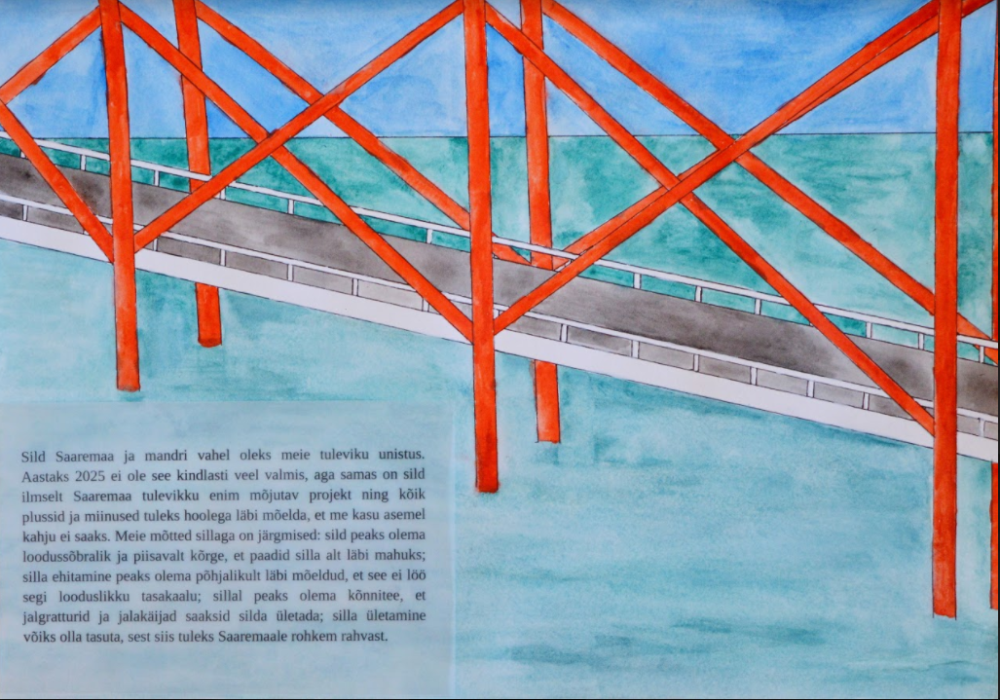 Sild Saaremaa ja mandri vahel oleks meie tuleviku unistus.
Aastaks 2025 ei ole see kindlasti veel valmis, aga samas on sild
ilmselt Saaremaa tulevikku enim mõjutav projekt ning kõik
plussid ja miinused tuleks hoolega läbi mõelda, et me kasu asemel
kahju ei saaks. Meie mõtted sillaga on järgmised: sild peaks olema
loodussõbralik ja piisavalt kõrge, et paadid silla alt läbi mahuks;
silla ehitamine peaks olema põhjalikult läbi mõeldud, et see ei löö
segi looduslikku tasakaalu; sillal peaks olema kõnnitee, et
jalgratturid ja jalakäijad saaksid silda ületada; silla ületamine
võiks olla tasuta, sest siis tuleks Saaremaale rohkem rahvast.